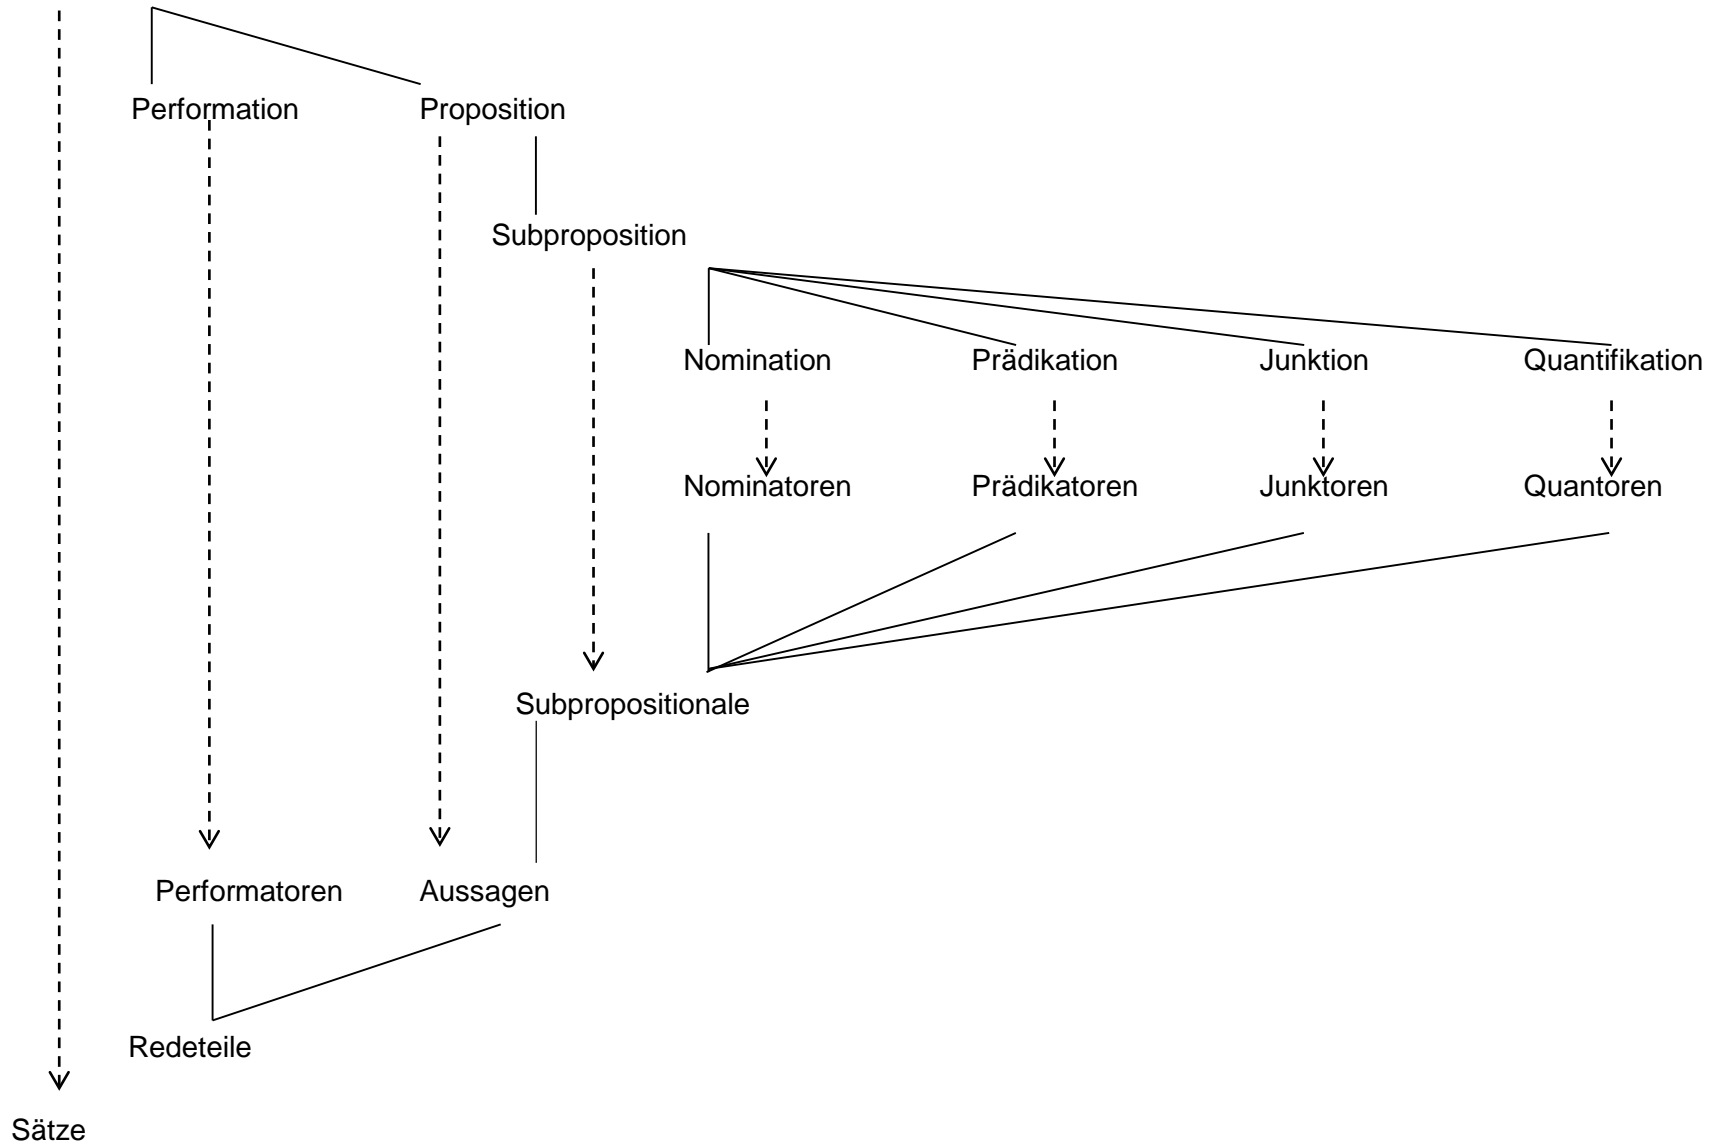 Performation Proposition
Subproposition
Nomination Prädikation Junktion Quantifikation
Nominatoren Prädikatoren Junktoren Quantoren
Subpropositionale
Performatoren Aussagen
Redeteile
Sätze